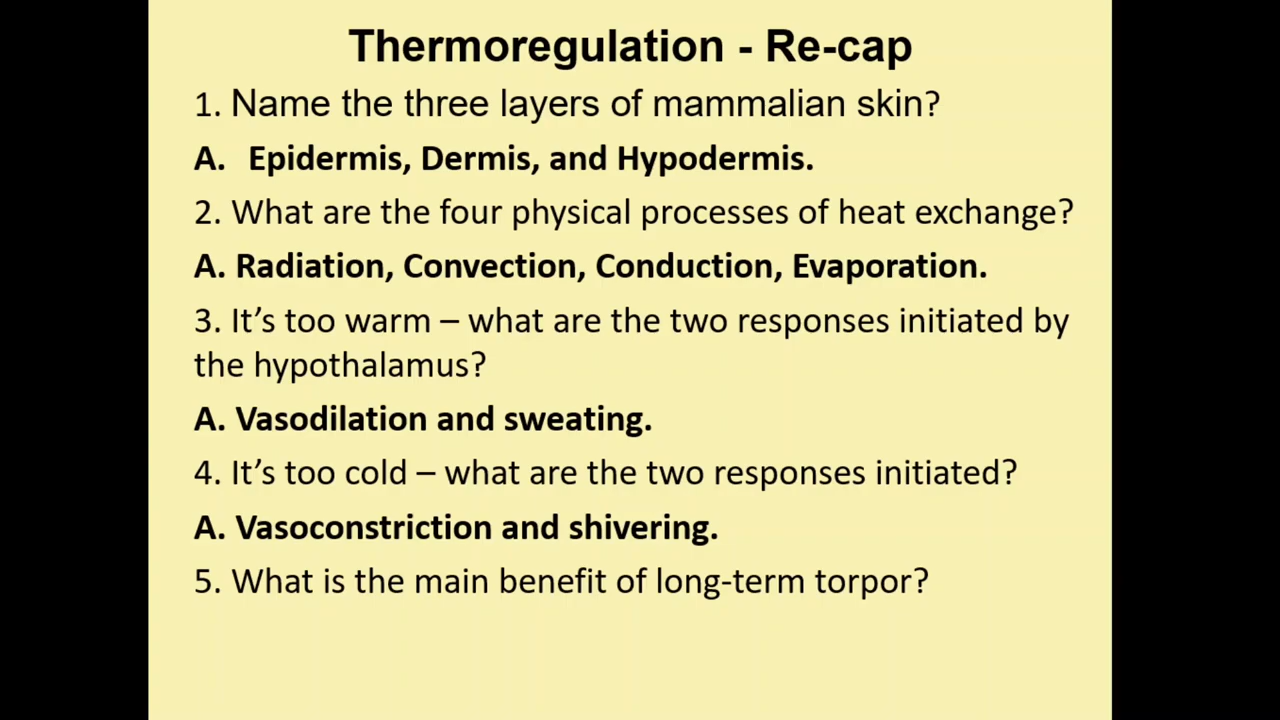 Thermoregulation - Re-cap
1. Name the three layers of mammalian skin?
A. Epidermis, Dermis, and Hypodermis.
2. What are the four physical processes of heat exchange?
A. Radiation, Convection, Conduction, Evaporation.
3. It’s too warm – what are the two responses initiated by
the hypothalamus?
A. Vasodilation and sweating.
4. It’s too cold – what are the two responses initiated?
A. Vasoconstriction and shivering.
5. What is the main benefit of long-term torpor?